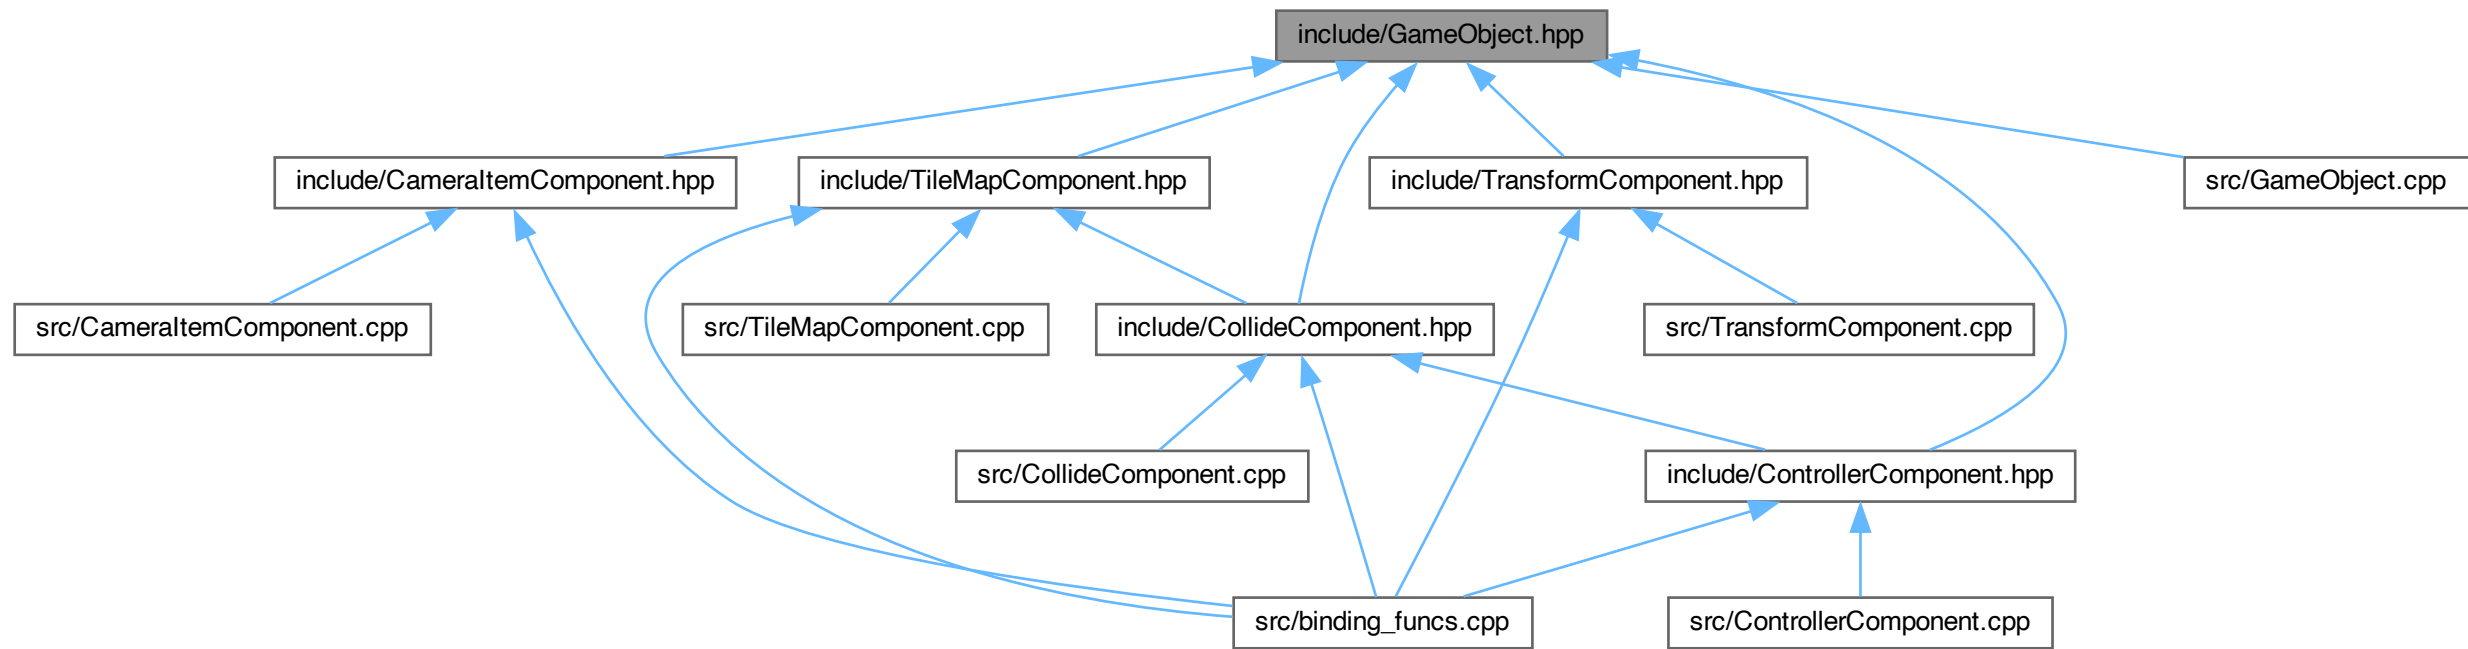 include/GameObject.hpp
include/CameraItemComponent.hpp
include/TileMapComponent.hpp
include/TransformComponent.hpp
src/GameObject.cpp
src/CameraItemComponent.cpp
src/TileMapComponent.cpp
include/CollideComponent.hpp
src/TransformComponent.cpp
src/CollideComponent.cpp
include/ControllerComponent.hpp
src/binding_funcs.cpp
src/ControllerComponent.cpp